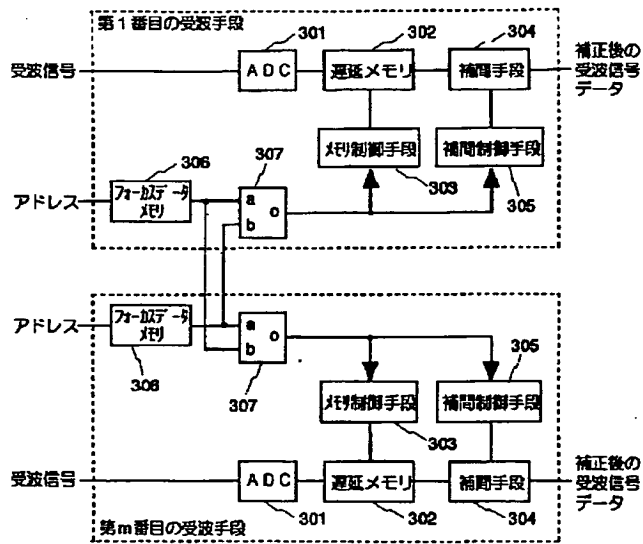 第1番目の受波手段
301
302
304
受波信号
ADC
遅延メモリ
補間手段
補正後の
受波信号
データ
306
307
メモリ制御手段
補間制御手段
303
305
アドレス
フォーカスデータ
メモリ
a
b
o
アドレス
フォーカスデータ
メモリ
a
b
o
306
307
305
メモリ制御手段
補間制御手段
303
受波信号
ADC
遅延メモリ
補間手段
補正後の
受波信号
データ
301
302
304
第m番目の受波手段